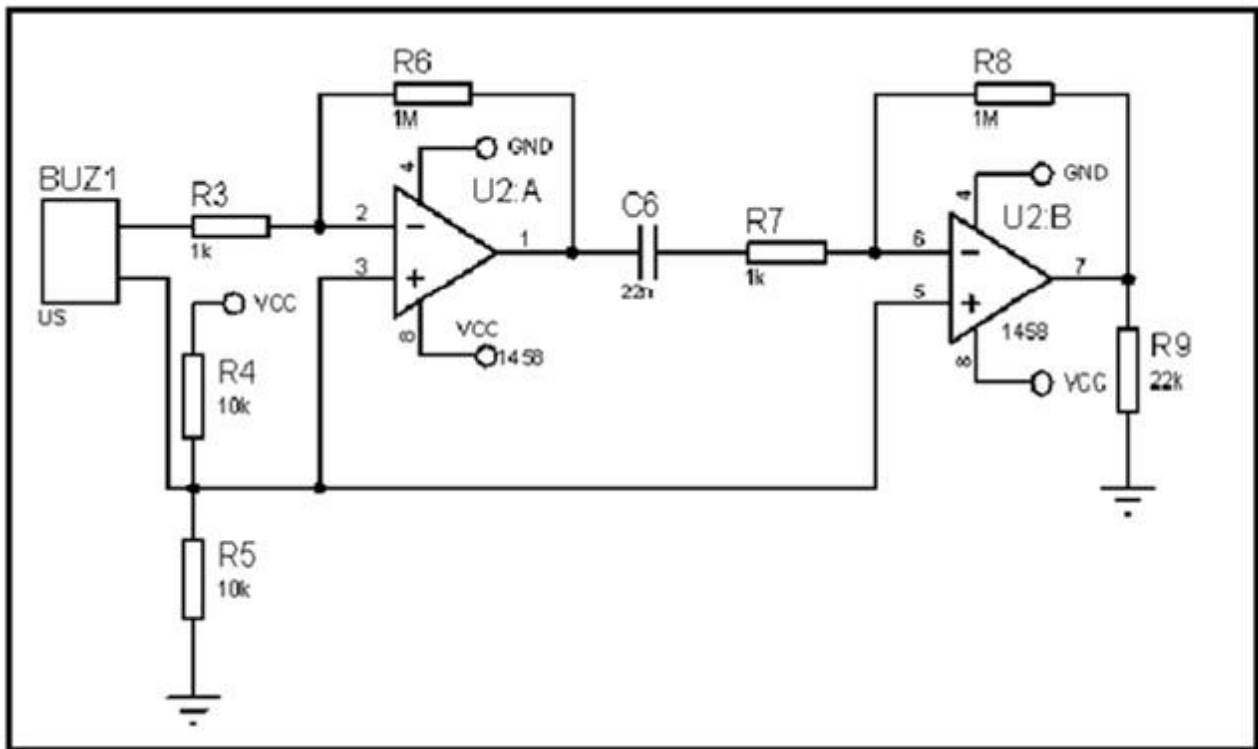 R6
1M
GND
4
U2:A
BUZ1
R3
1k
2
3
1
8
VCC
1458
US
VCC
R4
10k
R5
10k
C6
22n
R7
1k
R8
1M
GND
4
U2:B
6
5
7
1458
8
VCC
R9
22k